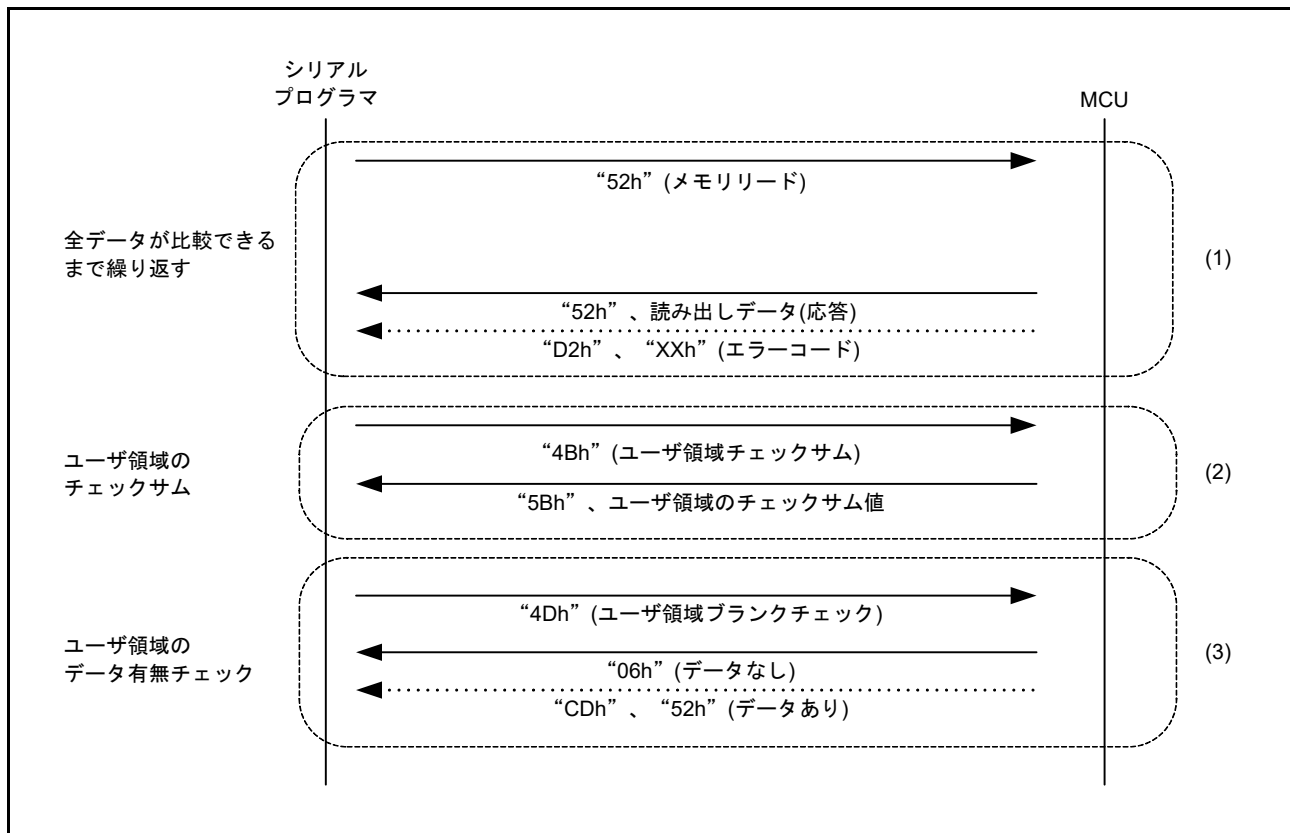 シリアル
プログラマ
MCU
“52h” (メモリリード)
全データが比較できる
まで繰り返す
(1)
“52h” 、読み出しデータ(応答)
“D2h” 、 “XXh” (エラーコード)
“4Bh” (ユーザ領域チェックサム)
ユーザ領域の
チェックサム
(2)
“5Bh” 、ユーザ領域のチェックサム値
“4Dh” (ユーザ領域ブランクチェック)
ユーザ領域の
データ有無チェック
(3)
“06h” (データなし)
“CDh” 、 “52h” (データあり)